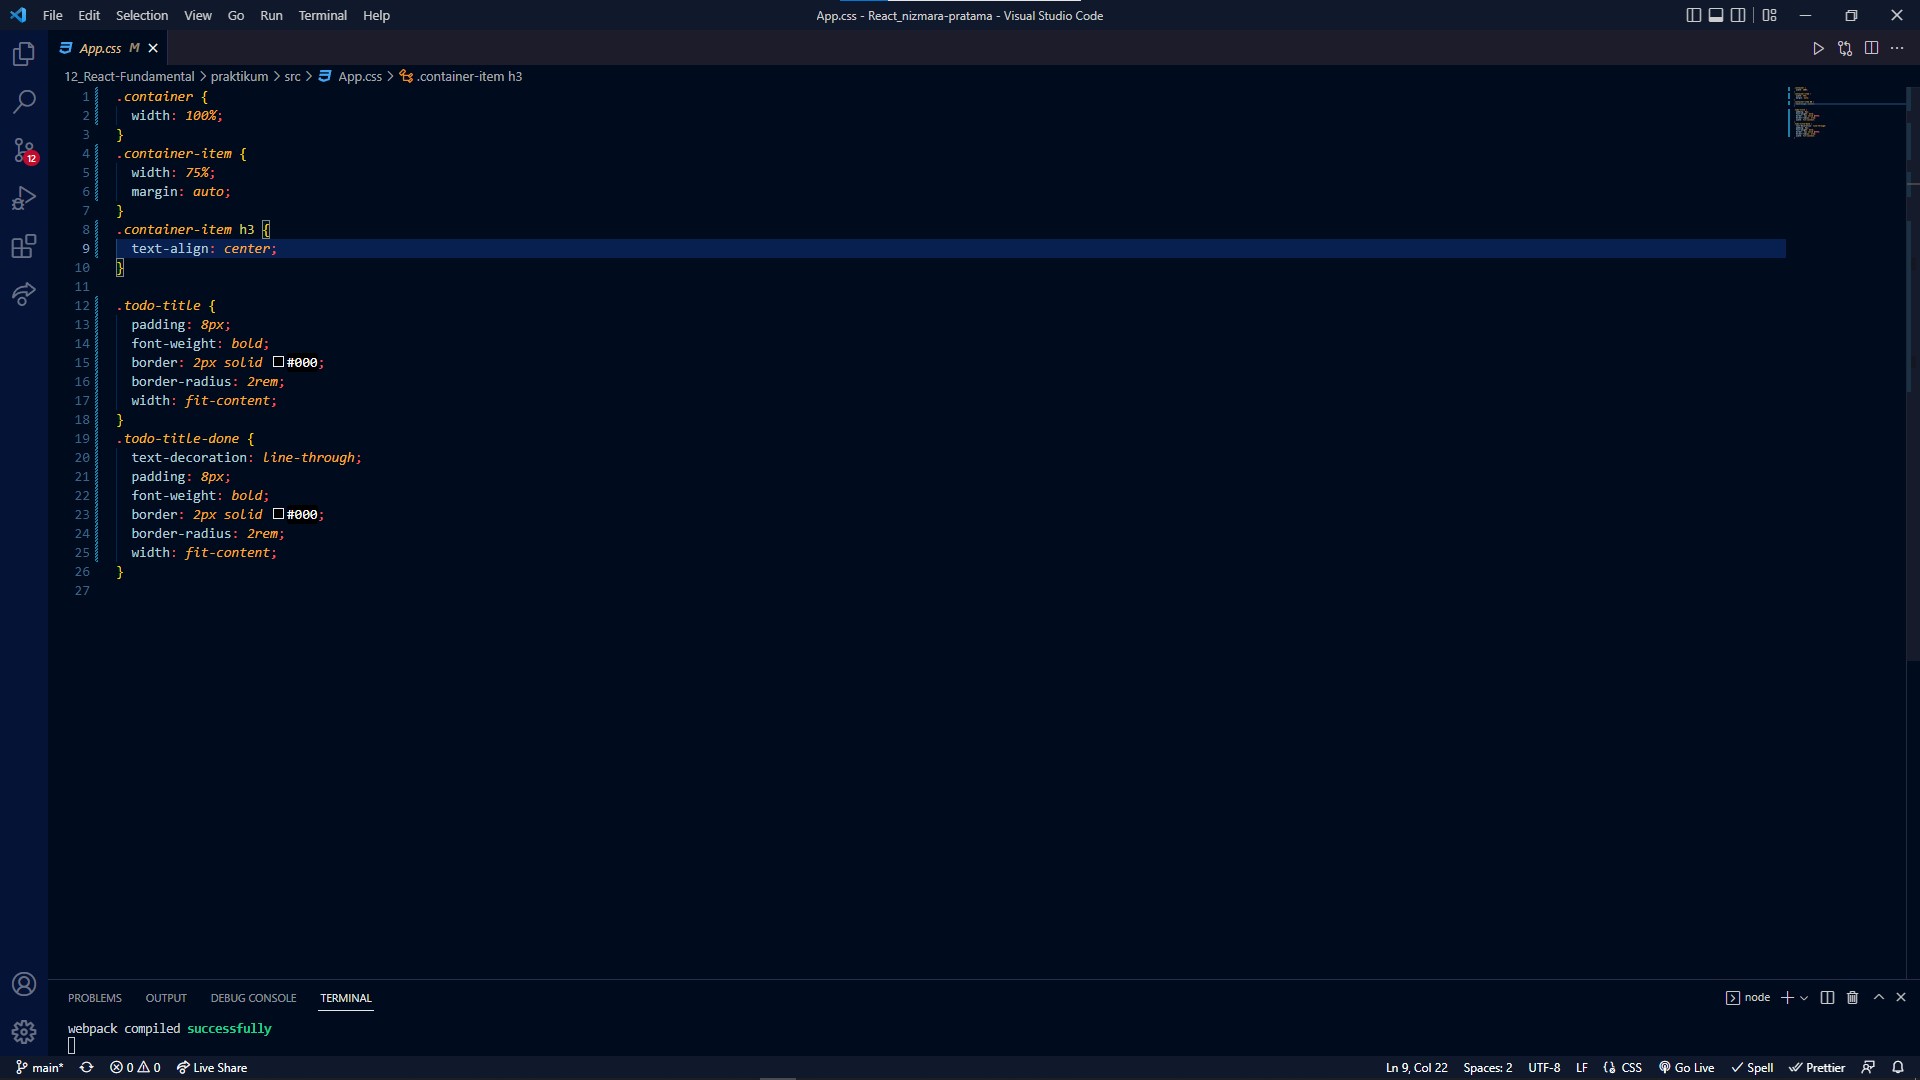 File Edit Selection View Go Run Terminal Help
App.css - React_nizmara-pratama - Visual Studio Code
App.css M
12_React-Fundamental > praktikum > src > App.css > .container-item h3
1 .container {
2 width: 100%;
3 }
4 .container-item {
5 width: 75%;
6 margin: auto;
7 }
8 .container-item h3 {
9 text-align: center;
10 }
11
12 .todo-title {
13 padding: 8px;
14 font-weight: bold;
15 border: 2px solid #000;
16 border-radius: 2rem;
17 width: fit-content;
18 }
19 .todo-title-done {
20 text-decoration: line-through;
21 padding: 8px;
22 font-weight: bold;
23 border: 2px solid #000;
24 border-radius: 2rem;
25 width: fit-content;
26 }
27
12
PROBLEMS OUTPUT DEBUG CONSOLE TERMINAL
node
webpack compiled successfully
main* 0 0 Live Share
Ln 9, Col 22 Spaces: 2 UTF-8 LF CSS Go Live Spell Prettier